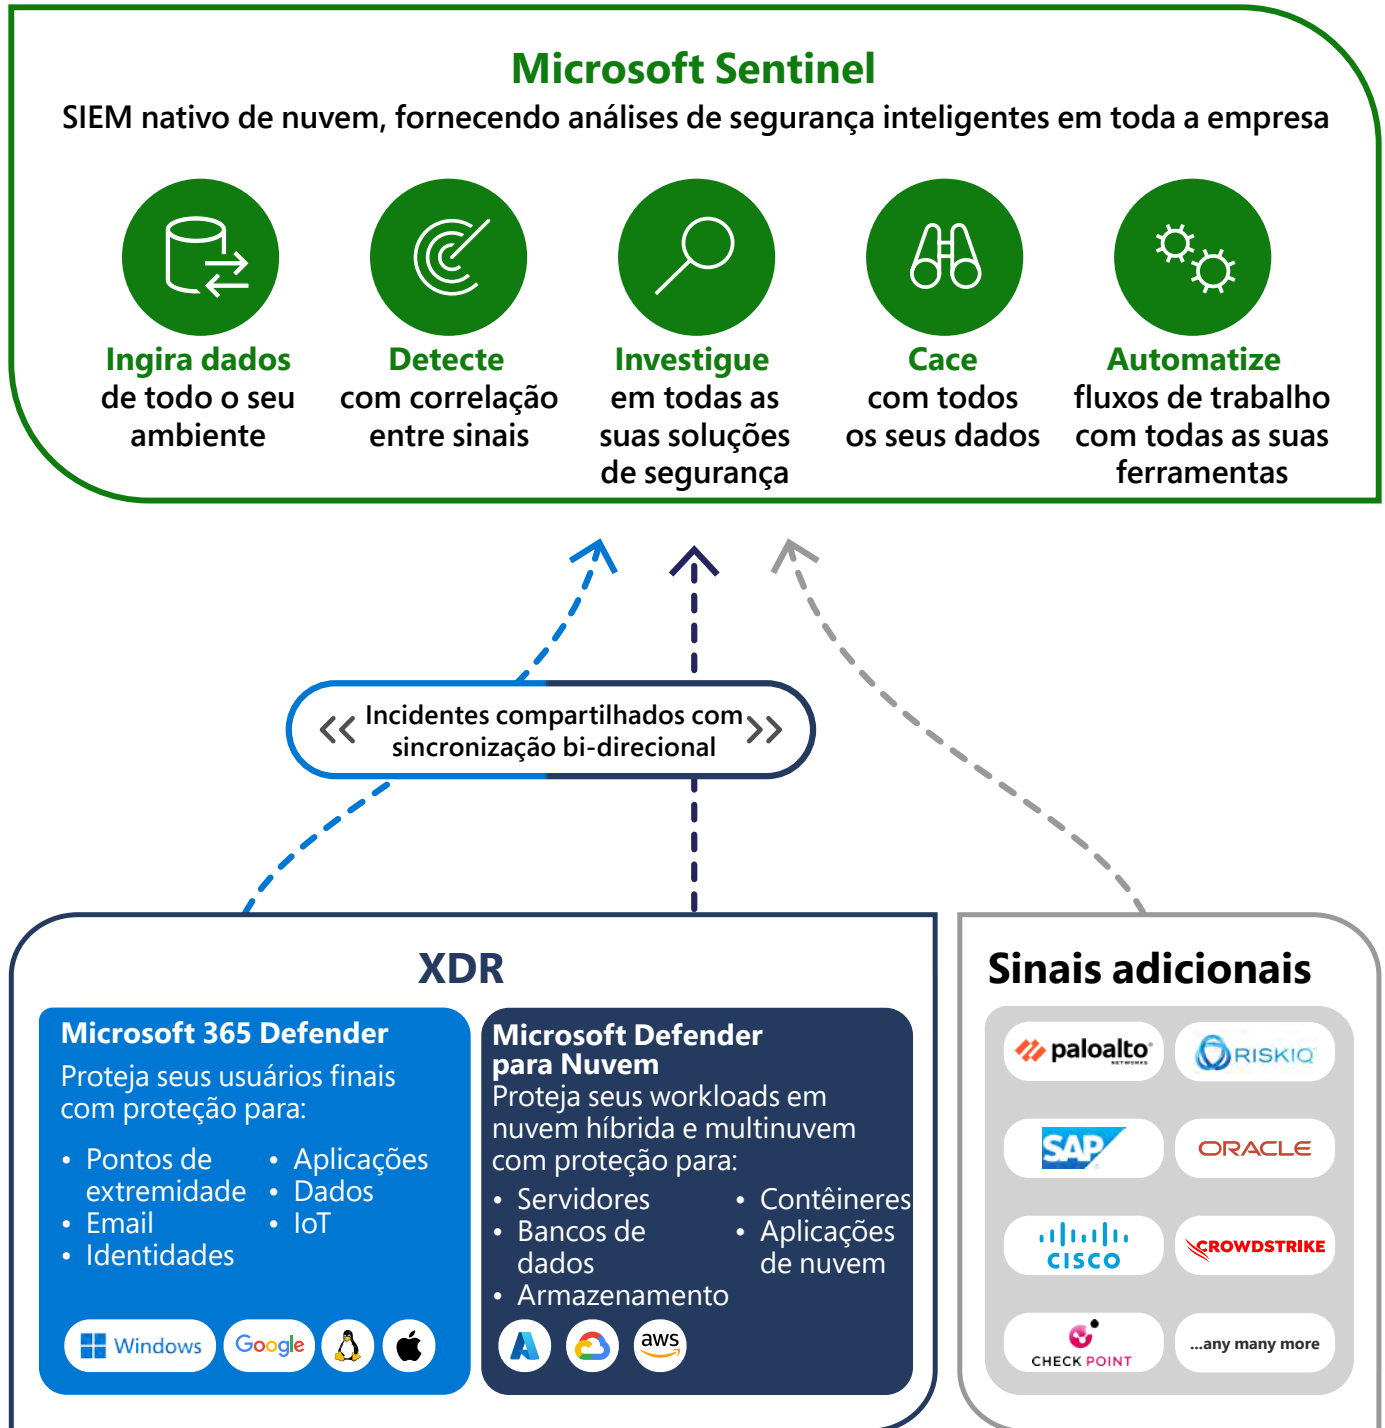 Microsoft Sentinel
SIEM nativo de nuvem, fornecendo análises de segurança inteligentes em toda a empresa
Ingira dados
de todo o seu
ambiente
Detecte
com correlação
entre sinais
Investigue
em todas as
suas soluções
de segurança
Cace
com todos
os seus dados
Automatize
fluxos de trabalho
com todas as suas
ferramentas
Incidentes compartilhados com
sincronização bi-direcional
XDR
Microsoft 365 Defender
Proteja seus usuários finais
com proteção para:
• Pontos de
extremidade
• Email
• Identidades
• Aplicações
• Dados
• IoT
Windows
Google
Microsoft Defender
para Nuvem
Proteja seus workloads em
nuvem híbrida e multinuvem
com proteção para:
• Servidores
• Bancos de
dados
• Armazenamento
• Contêineres
• Aplicações
de nuvem
aws
Sinais adicionais
paloalto
NETWORKS
RISKIQ
SAP
ORACLE
CISCO
CROWDSTRIKE
CHECK POINT
...any many more